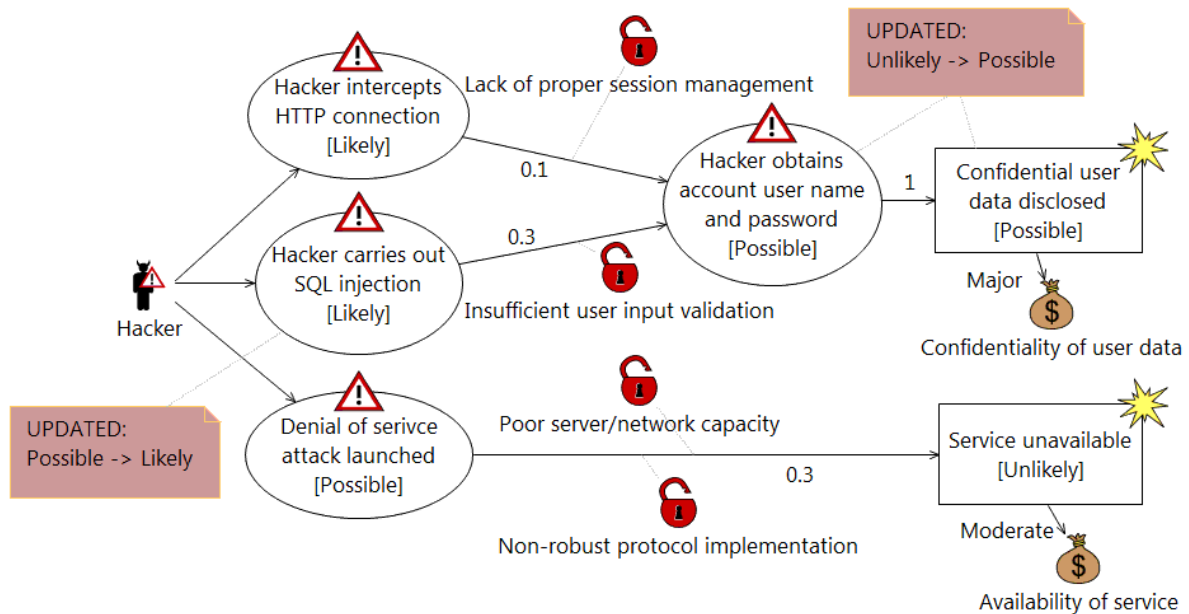 UPDATED:
Unlikely -> Possible
Hacker intercepts
HTTP connection
[Likely]
Lack of proper session management
0.1
Hacker obtains
account user name
and password
[Possible]
1
Confidential user
data disclosed
[Possible]
Hacker carries out
SQL injection
[Likely]
0.3
Insufficient user input validation
Hacker
Major
$
Confidentiality of user data
UPDATED:
Possible -> Likely
Denial of serivce
attack launched
[Possible]
Poor server/network capacity
0.3
Non-robust protocol implementation
Service unavailable
[Unlikely]
Moderate
$
Availability of service